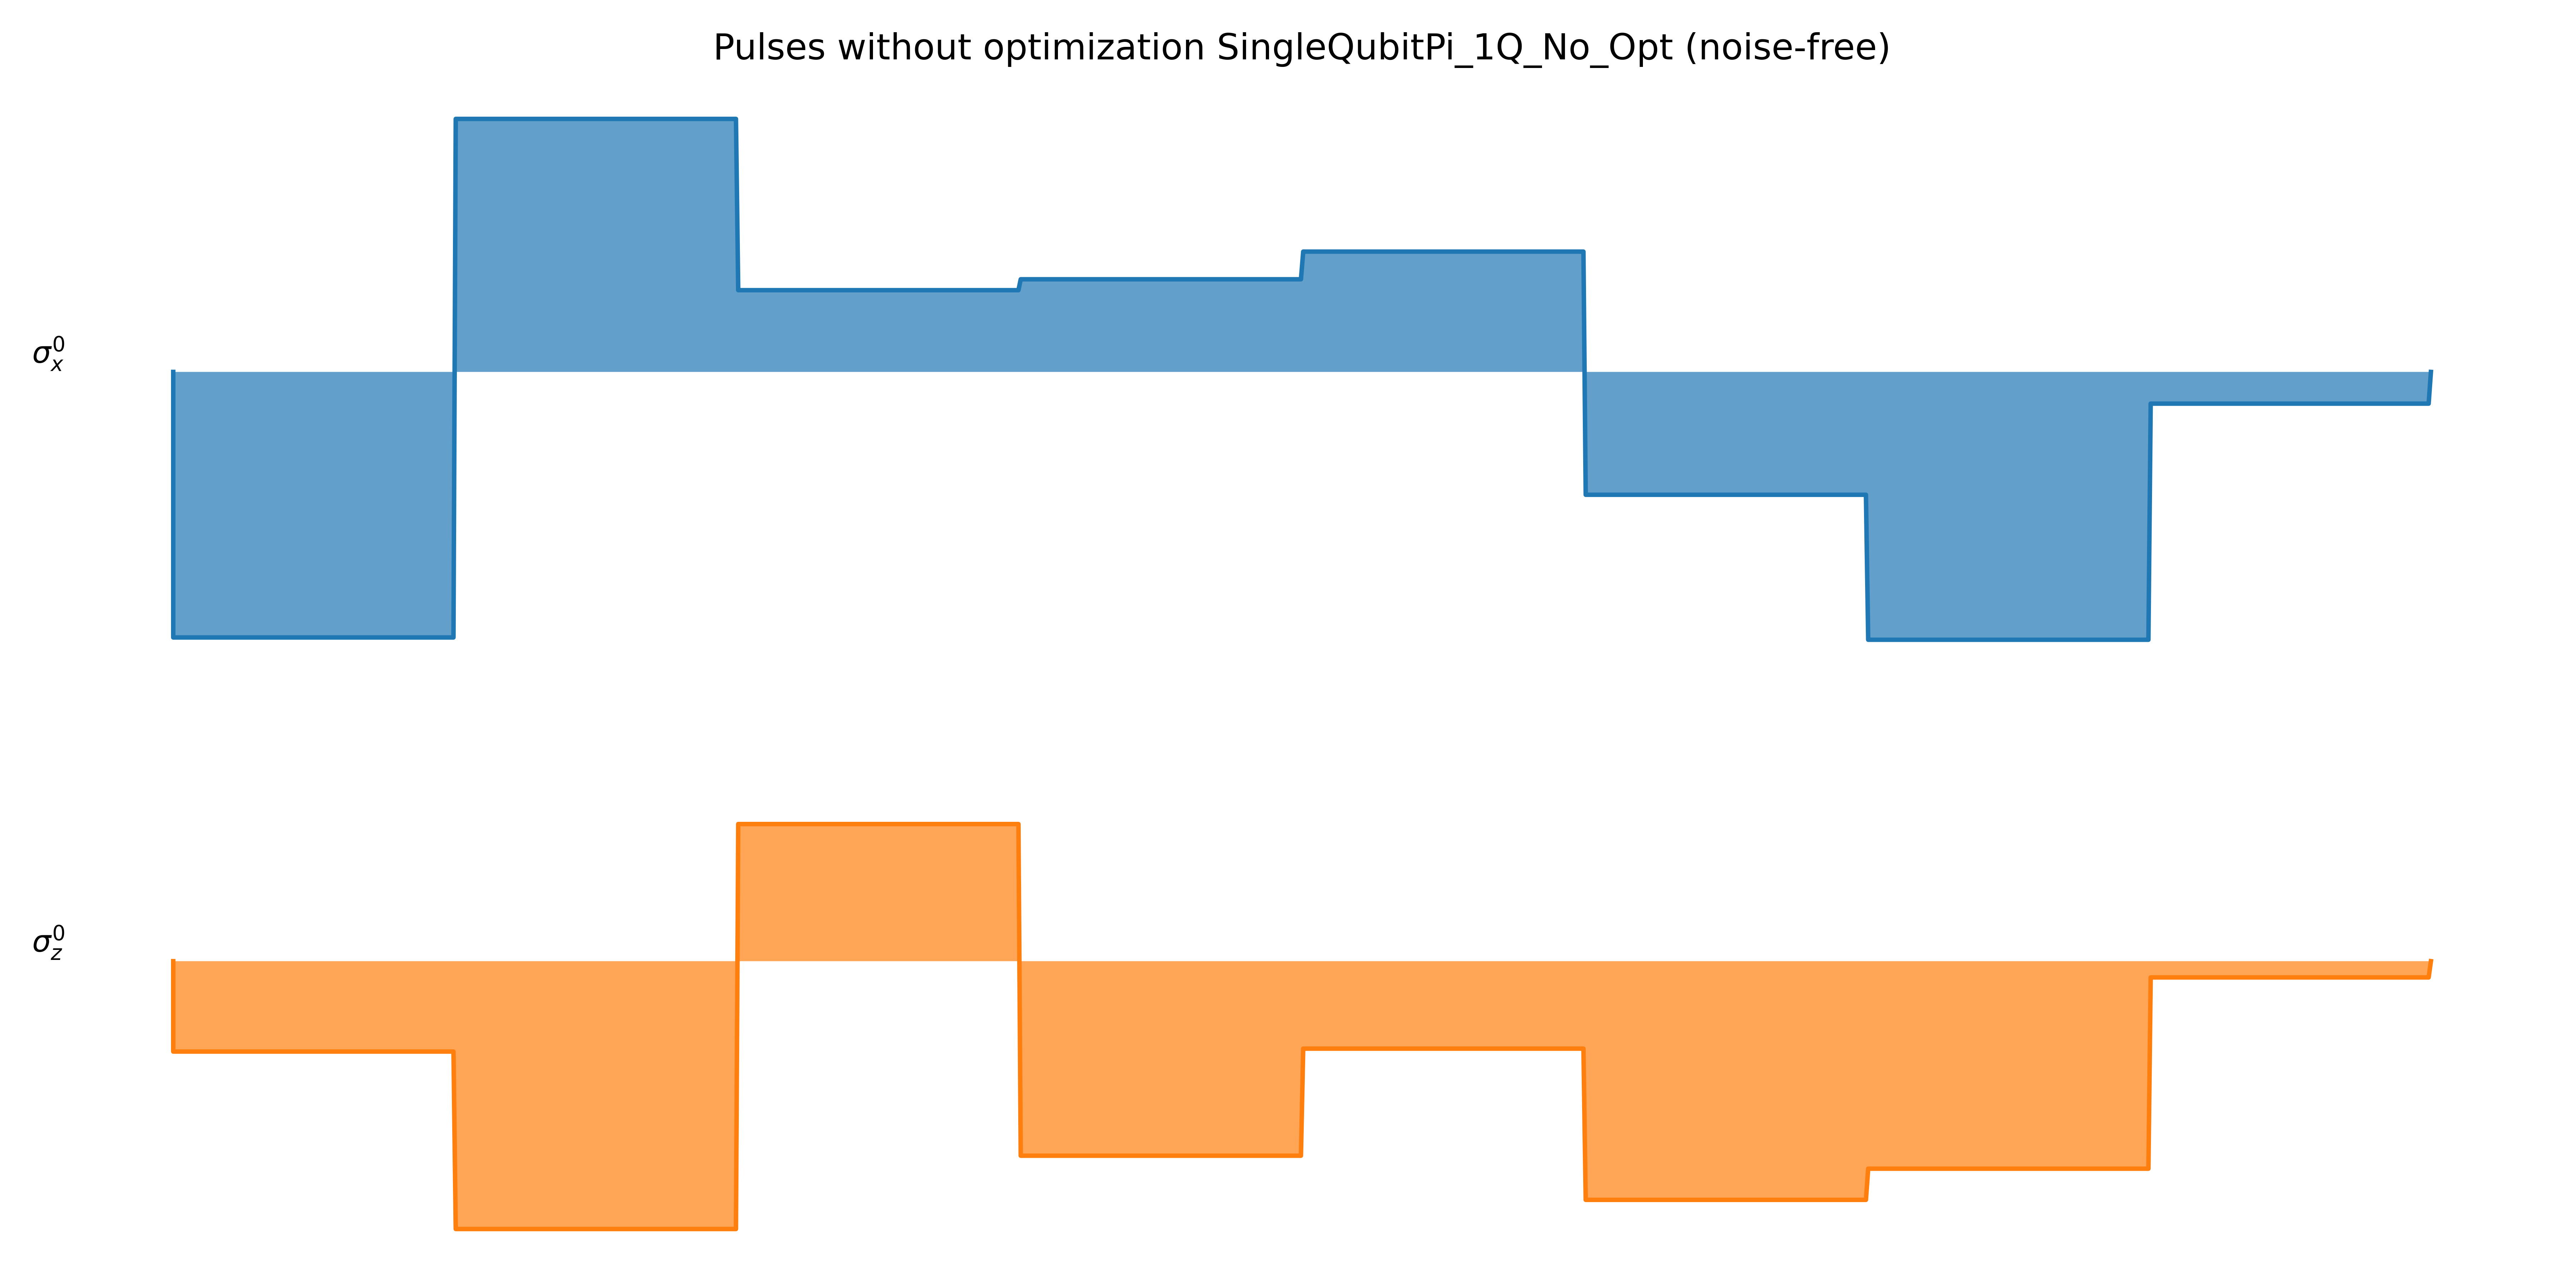 Pulses without optimization SingleQubitPi_1Q_No_Opt (noise-free)
σ_x^0
σ_z^0